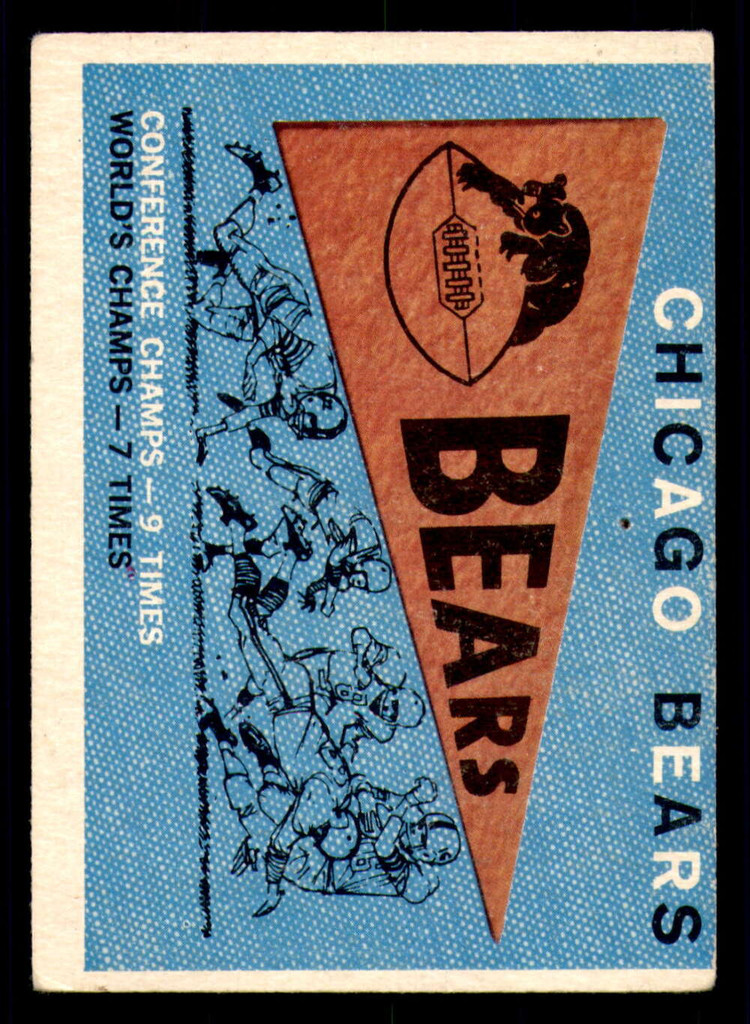 CHICAGO BEARS
BEARS
CONFERENCE CHAMPS — 9 TIMES
WORLD'S CHAMPS — 7 TIMES